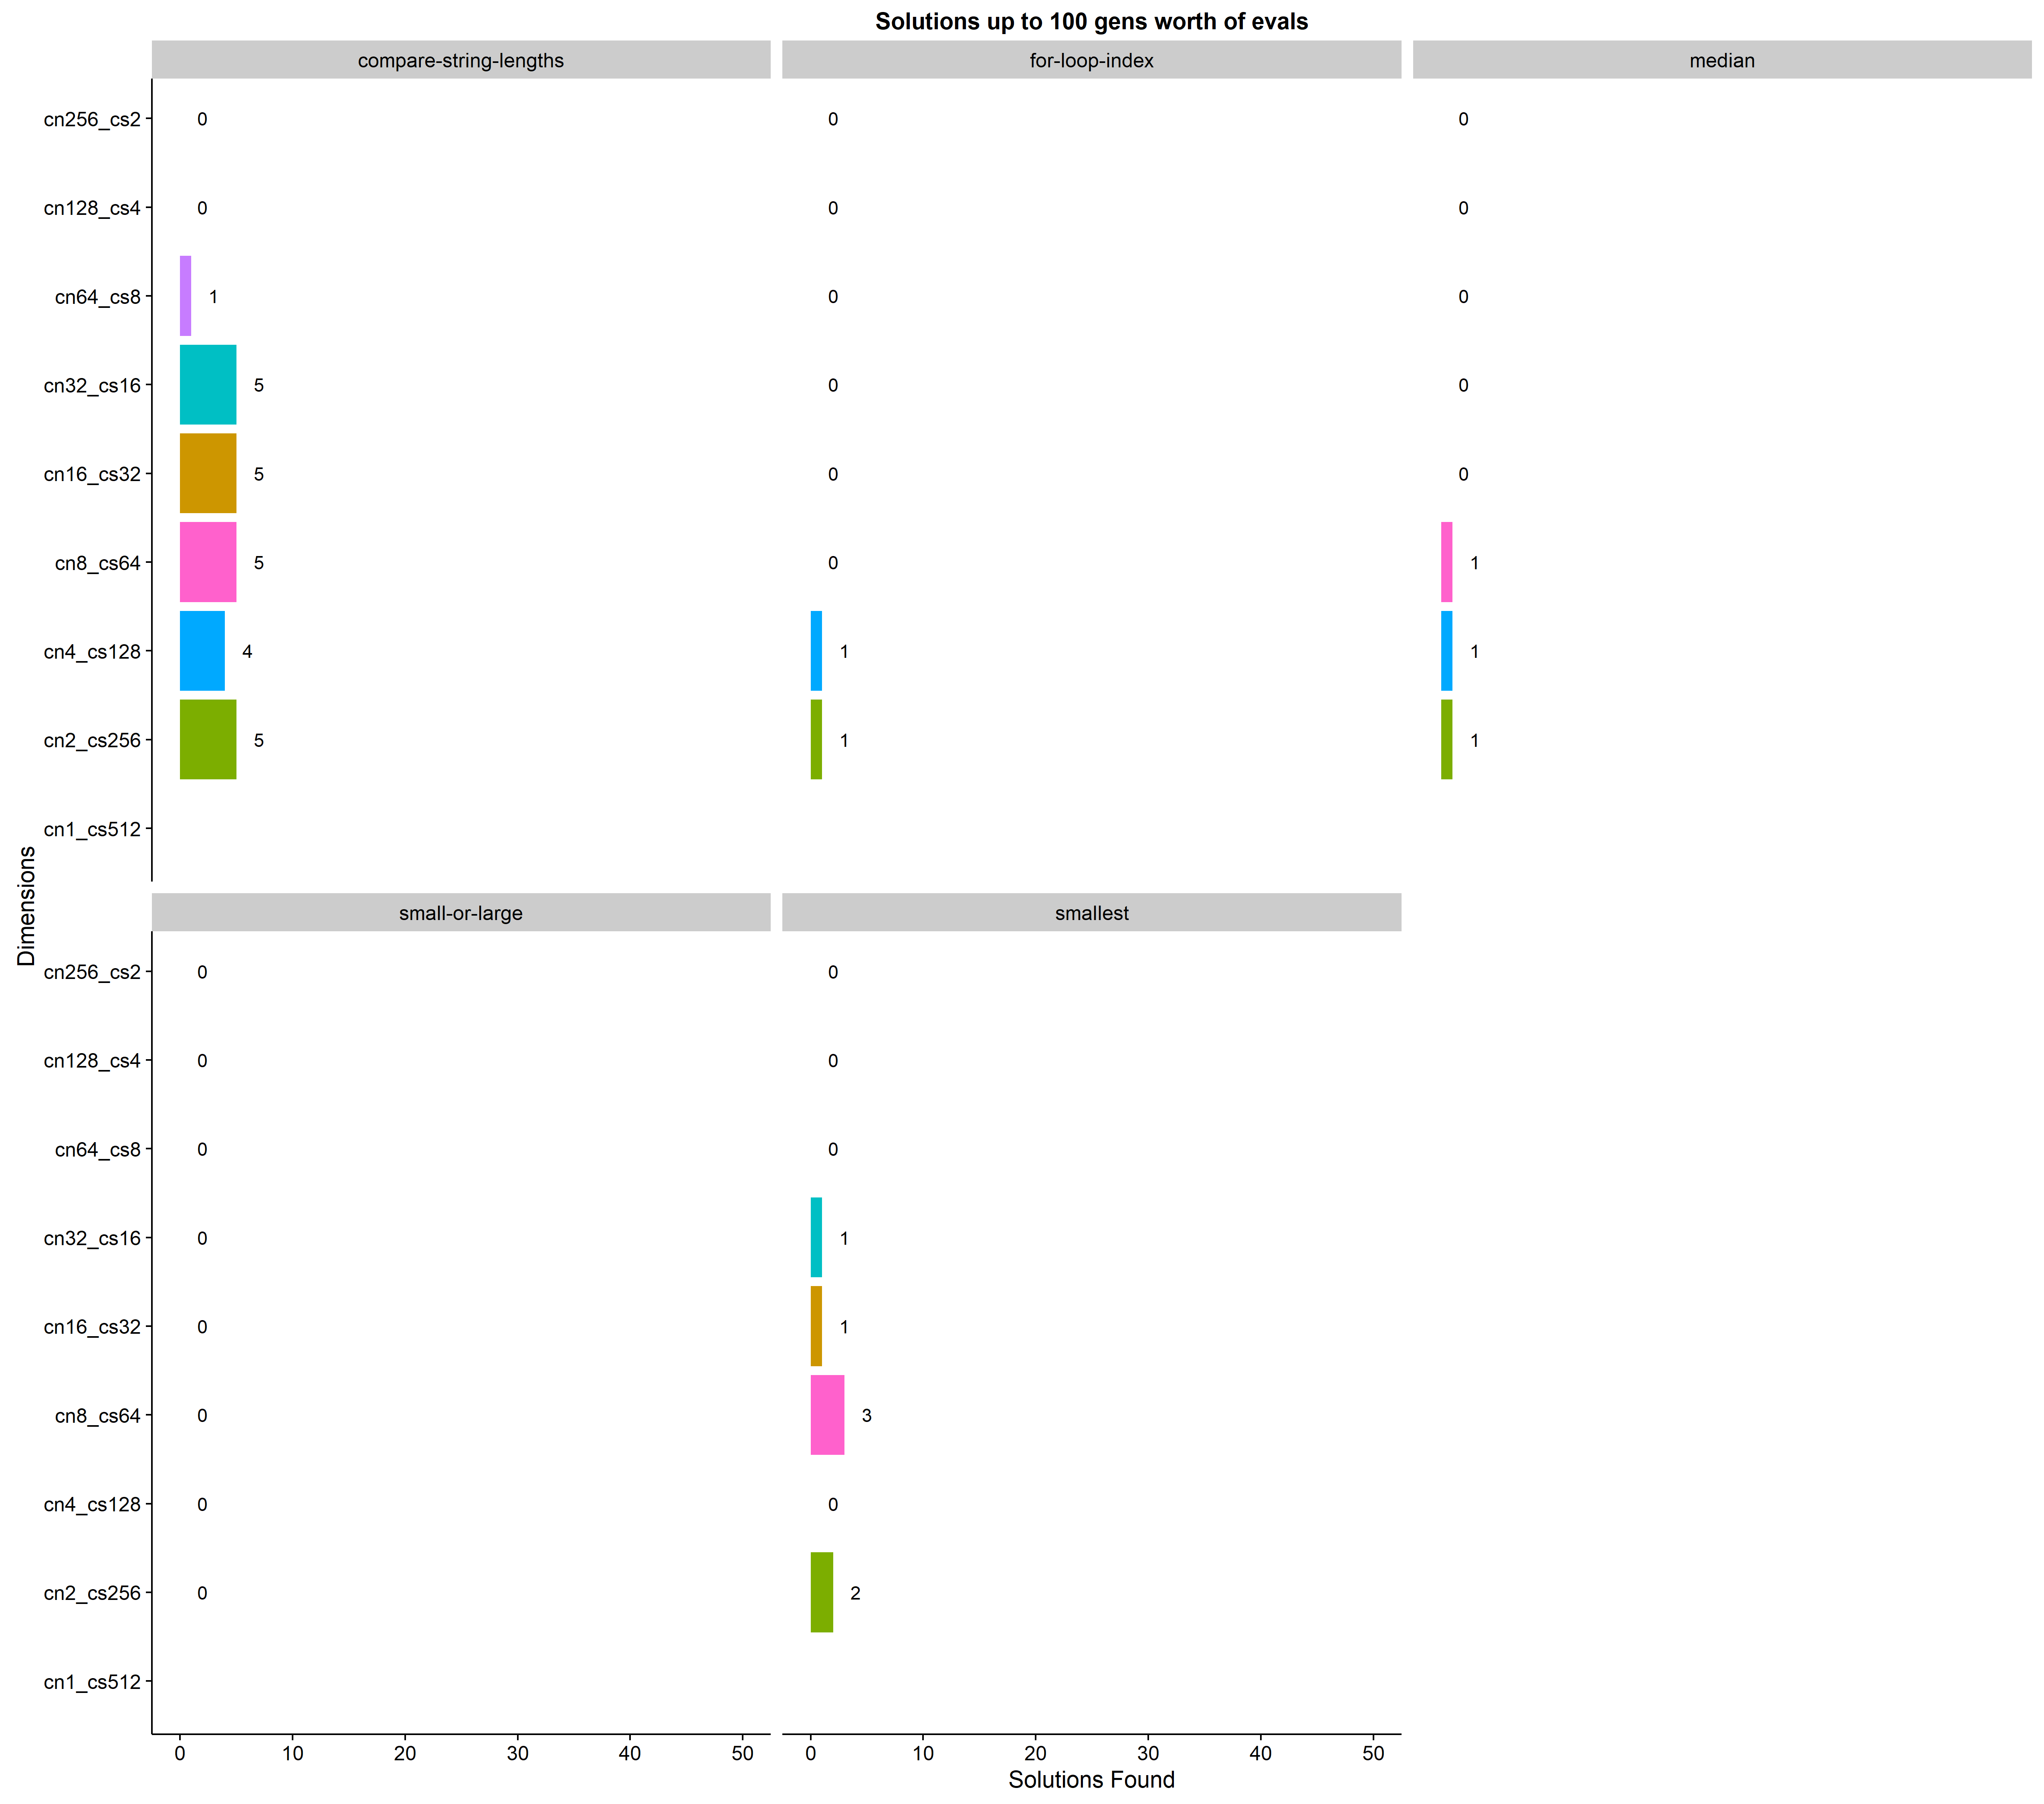 Solutions up to 100 gens worth of evals
compare-string-lengths for-loop-index median
cn256_cs2 0 0 0
cn128_cs4 0 0 0
cn64_cs8 1 0 0
cn32_cs16 5 0 0
cn16_cs32 5 0 0
cn8_cs64 5 0 1
cn4_cs128 4 1 1
cn2_cs256 5 1 1
cn1_cs512
Dimensions
small-or-large smallest
cn256_cs2 0 0
cn128_cs4 0 0
cn64_cs8 0 0
cn32_cs16 0 1
cn16_cs32 0 1
cn8_cs64 0 3
cn4_cs128 0 0
cn2_cs256 0 2
cn1_cs512
0 10 20 30 40 50 0 10 20 30 40 50
Solutions Found